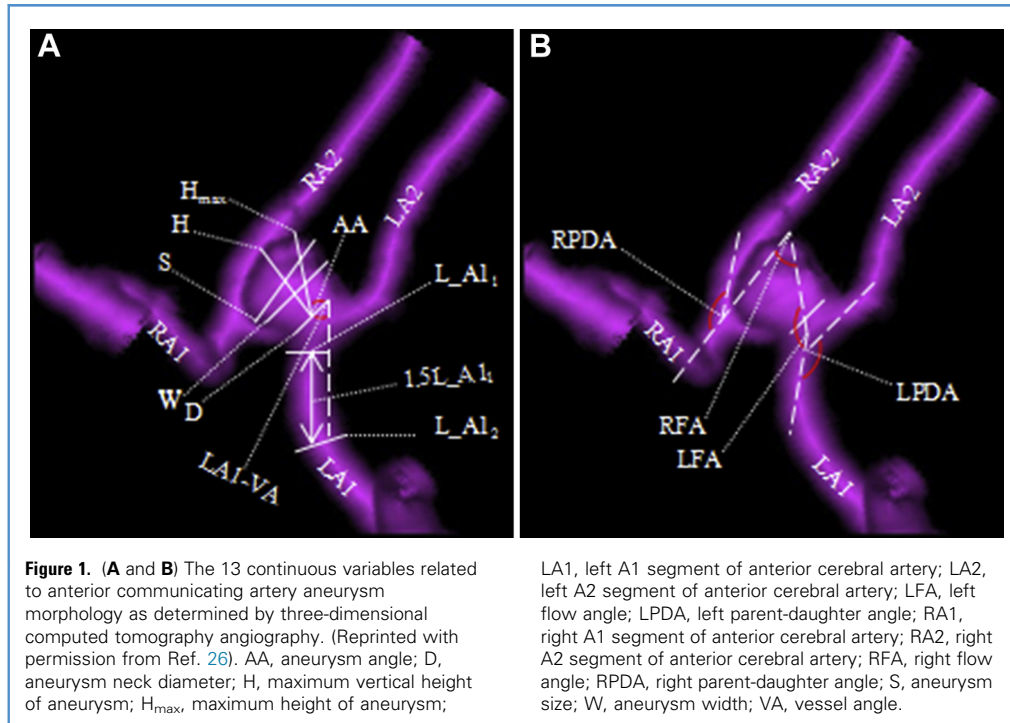 A
RA2
H_max
H
AA
LA2
S
L_A1₁
RA1
W
D
1.5L_A1₁
L_A1₂
LA1-VA
LA1
B
RA2
LA2
RPDA
RA1
LPDA
RFA
LFA
LA1
Figure 1. (A and B) The 13 continuous variables related
to anterior communicating artery aneurysm
morphology as determined by three-dimensional
computed tomography angiography. (Reprinted with
permission from Ref. 26). AA, aneurysm angle; D,
aneurysm neck diameter; H, maximum vertical height
of aneurysm; H_max, maximum height of aneurysm;
LA1, left A1 segment of anterior cerebral artery; LA2,
left A2 segment of anterior cerebral artery; LFA, left
flow angle; LPDA, left parent-daughter angle; RA1,
right A1 segment of anterior cerebral artery; RA2, right
A2 segment of anterior cerebral artery; RFA, right flow
angle; RPDA, right parent-daughter angle; S, aneurysm
size; W, aneurysm width; VA, vessel angle.